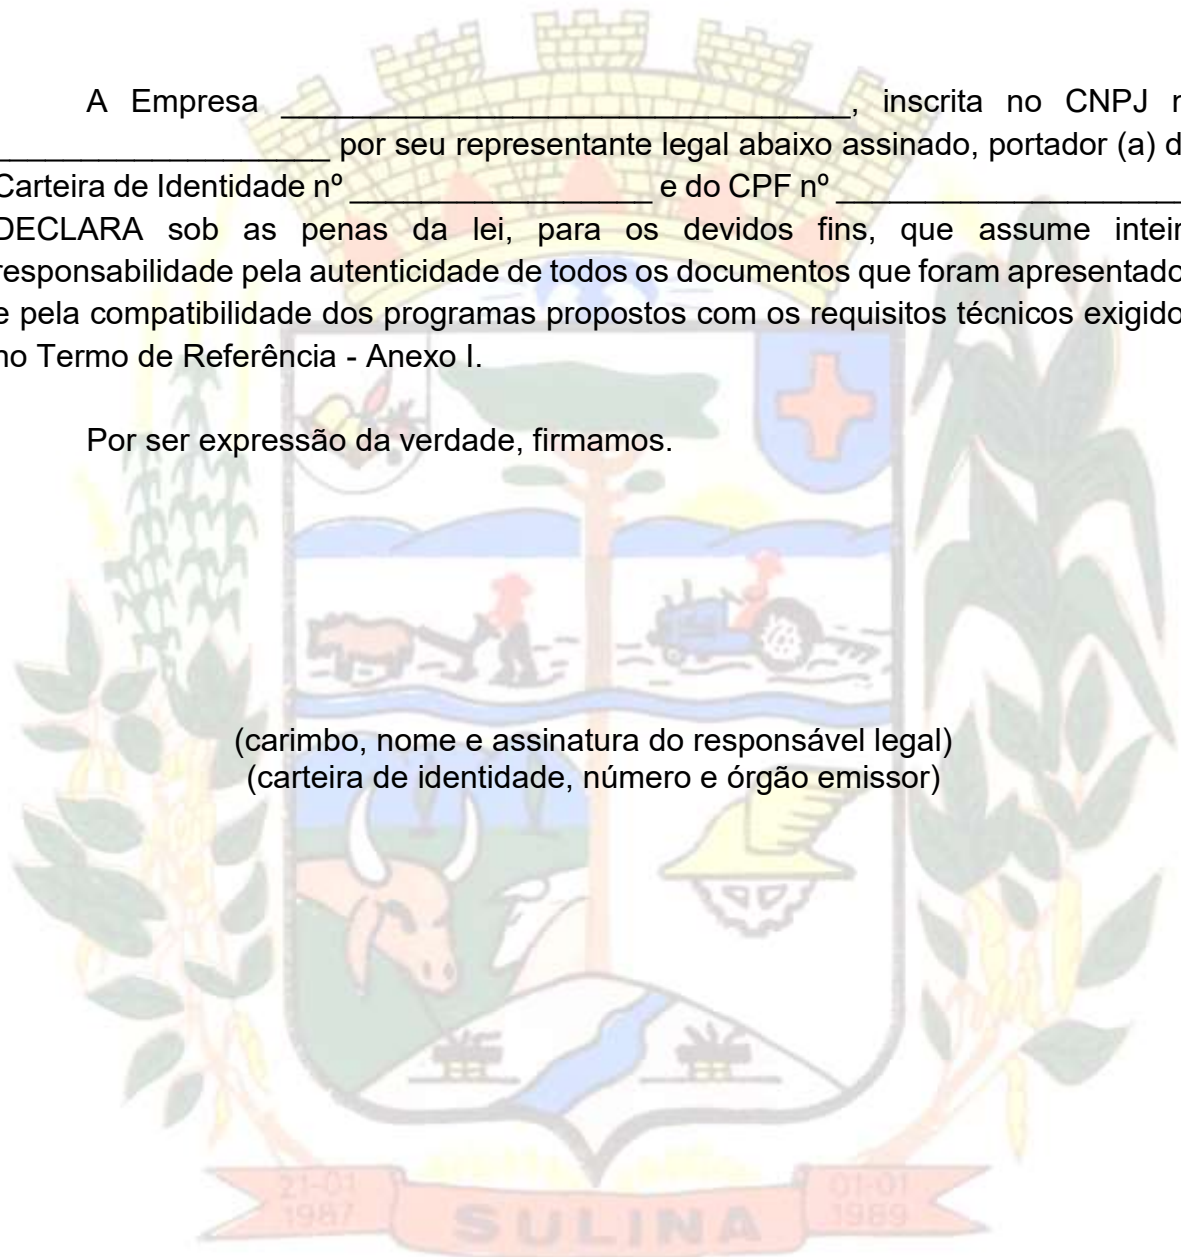 A Empresa ________________________________, inscrita no CNPJ n
___________________ por seu representante legal abaixo assinado, portador (a) d
Carteira de Identidade nº _________________ e do CPF nº ____________________
DECLARA sob as penas da lei, para os devidos fins, que assume inteir
responsabilidade pela autenticidade de todos os documentos que foram apresentado
e pela compatibilidade dos programas propostos com os requisitos técnicos exigido
no Termo de Referência - Anexo I.
Por ser expressão da verdade, firmamos.
(carimbo, nome e assinatura do responsável legal)
(carteira de identidade, número e órgão emissor)
21-01
1987
SULINA
01-01
1989